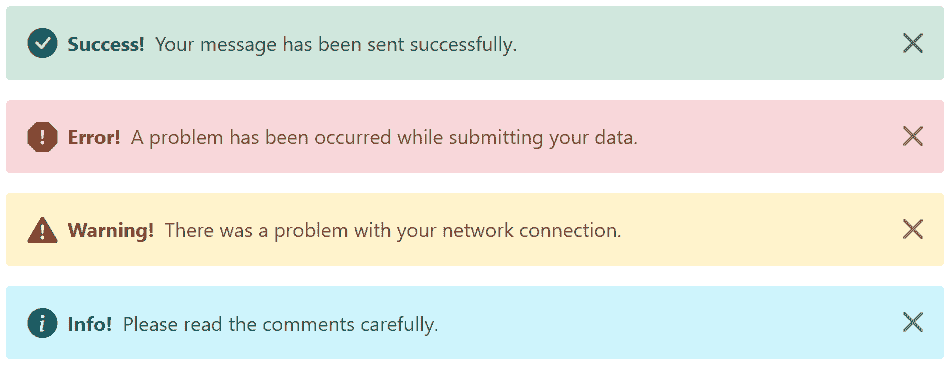 Success! Your message has been sent successfully.
Error! A problem has been occurred while submitting your data.
Warning! There was a problem with your network connection.
Info! Please read the comments carefully.